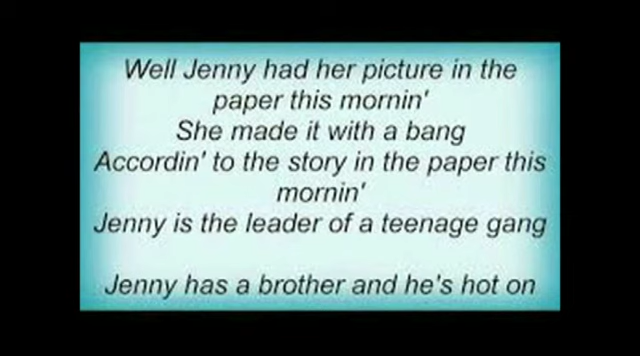 Well Jenny had her picture in the
paper this mornin'
She made it with a bang
Accordin' to the story in the paper this
mornin'
Jenny is the leader of a teenage gang
Jenny has a brother and he's hot on